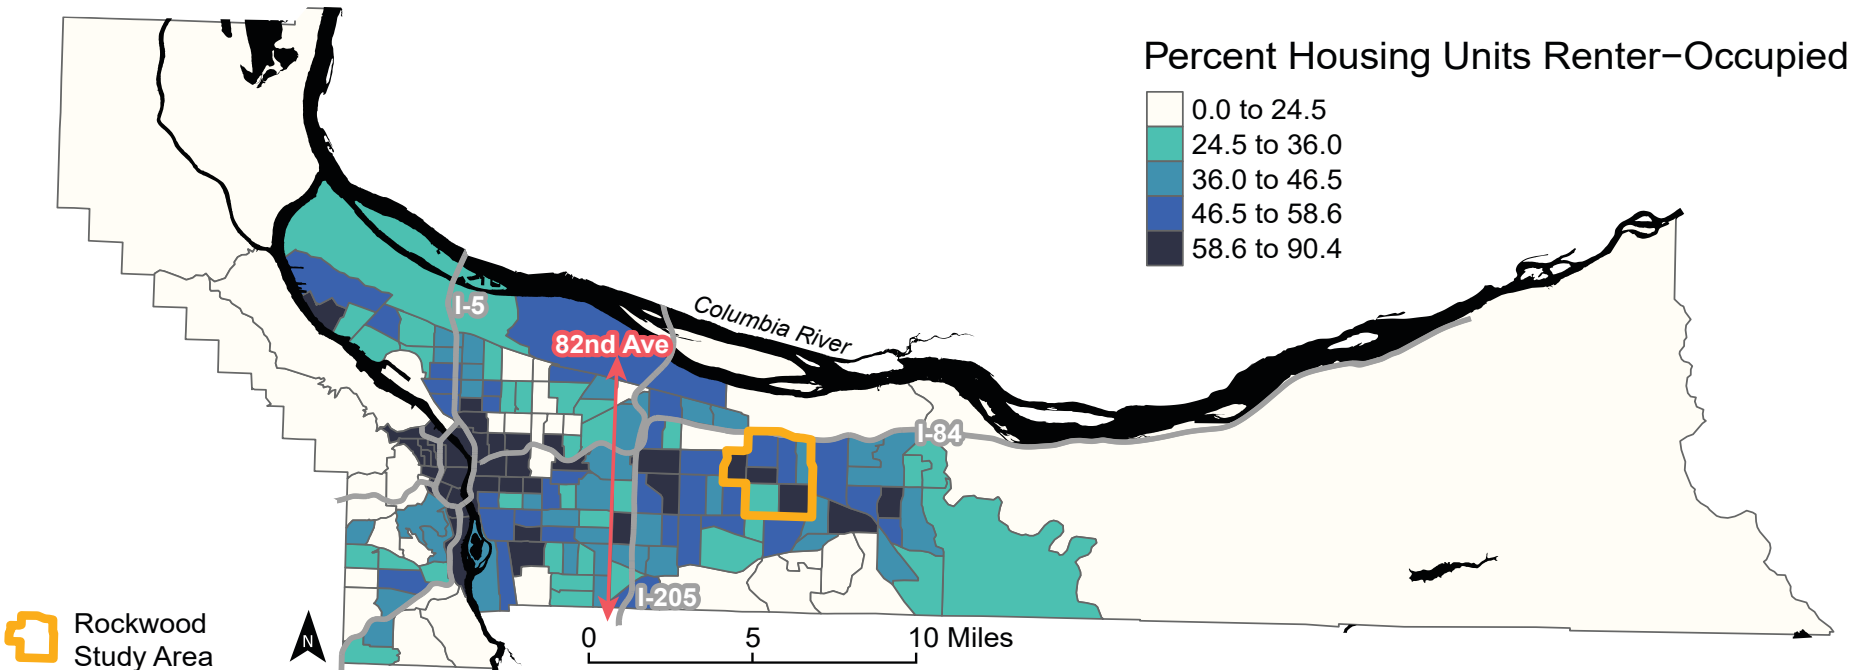 Percent Housing Units Renter−Occupied
0.0 to 24.5
24.5 to 36.0
36.0 to 46.5
46.5 to 58.6
58.6 to 90.4
I-5
Columbia River
82nd Ave
I-84
I-205
Rockwood
Study Area
N
0 5 10 Miles